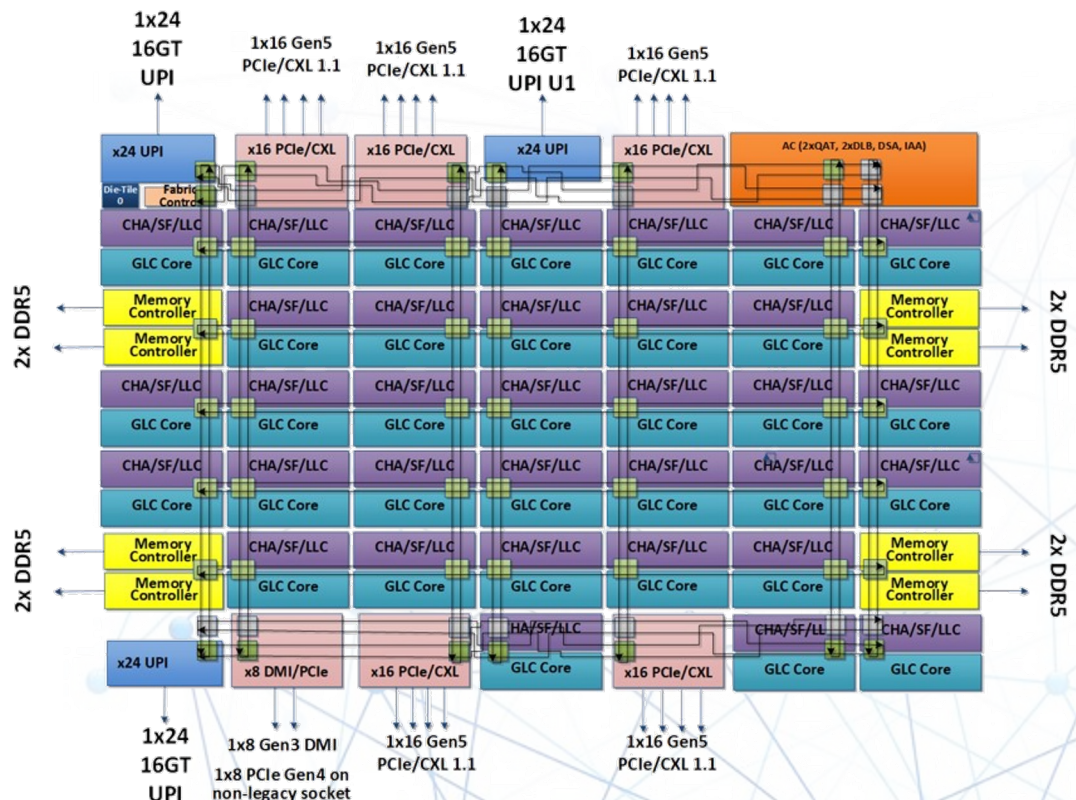 1x24
16GT
UPI
1x16 Gen5
PCIe/CXL 1.1
1x16 Gen5
PCIe/CXL 1.1
1x24
16GT
UPI U1
1x16 Gen5
PCIe/CXL 1.1
x24 UPI
x16 PCIe/CXL
x16 PCIe/CXL
x24 UPI
x16 PCIe/CXL
AC (2xQAT, 2xDLB, DSA, IAA)
Die-Tile
0
Fabric
Contro
CHA/SF/LLC CHA/SF/LLC CHA/SF/LLC CHA/SF/LLC CHA/SF/LLC CHA/SF/LLC CHA/SF/LLC
GLC Core GLC Core GLC Core GLC Core GLC Core GLC Core GLC Core
2x DDR5
Memory
Controller
CHA/SF/LLC CHA/SF/LLC CHA/SF/LLC CHA/SF/LLC CHA/SF/LLC
Memory
Controller
2x DDR5
Memory
Controller
GLC Core GLC Core GLC Core GLC Core GLC Core
Memory
Controller
CHA/SF/LLC CHA/SF/LLC CHA/SF/LLC CHA/SF/LLC CHA/SF/LLC CHA/SF/LLC CHA/SF/LLC
GLC Core GLC Core GLC Core GLC Core GLC Core GLC Core GLC Core
CHA/SF/LLC CHA/SF/LLC CHA/SF/LLC CHA/SF/LLC CHA/SF/LLC CHA/SF/LLC CHA/SF/LLC
GLC Core GLC Core GLC Core GLC Core GLC Core GLC Core GLC Core
2x DDR5
Memory
Controller
CHA/SF/LLC CHA/SF/LLC CHA/SF/LLC CHA/SF/LLC CHA/SF/LLC
Memory
Controller
2x DDR5
Memory
Controller
GLC Core GLC Core GLC Core GLC Core GLC Core
Memory
Controller
HA/SF/LLC CHA/SF/LL CHA/SF/LLC
x24 UPI
x8 DMI/PCIe
x16 PCIe/CXL
GLC Core
x16 PCIe/CXL
GLC Core GLC Core
1x24
16GT
UPI
1x8 Gen3 DMI
1x8 PCIe Gen4 on
non-legacy socket
1x16 Gen5
PCIe/CXL 1.1
1x16 Gen5
PCIe/CXL 1.1